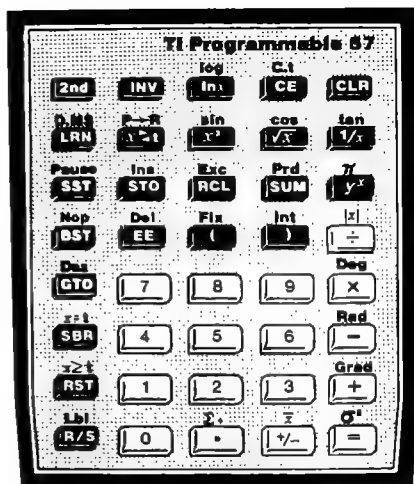 TI Programmable 57
log C.t
2nd INV lnx CE CLR
D.MS P→R sin cos tan
LRN x⇄t x² √x 1/x
Pause Ins Exc Prd π
SST STO RCL SUM yˣ
Nop Del Fix Int |x|
BST EE ( ) ÷
Dsz Deg
GTO 7 8 9 ×
x=t Rad
SBR 4 5 6 −
x≥t Grad
RST 1 2 3 +
Lbl Σ+ x̄ σ²
R/S 0 . +/− =